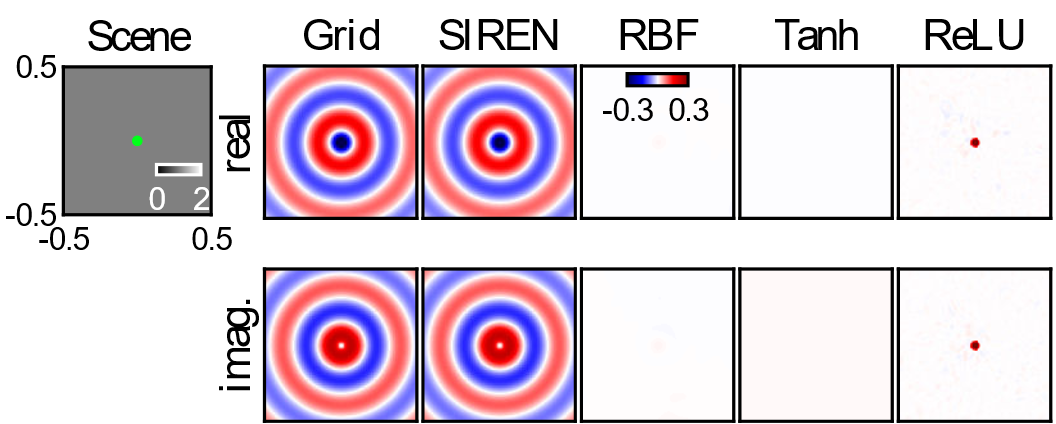 Scene
Grid
SIREN
RBF
Tanh
ReLU
0.5
-0.5
-0.5
0.5
0 2
real
-0.3 0.3
imag.